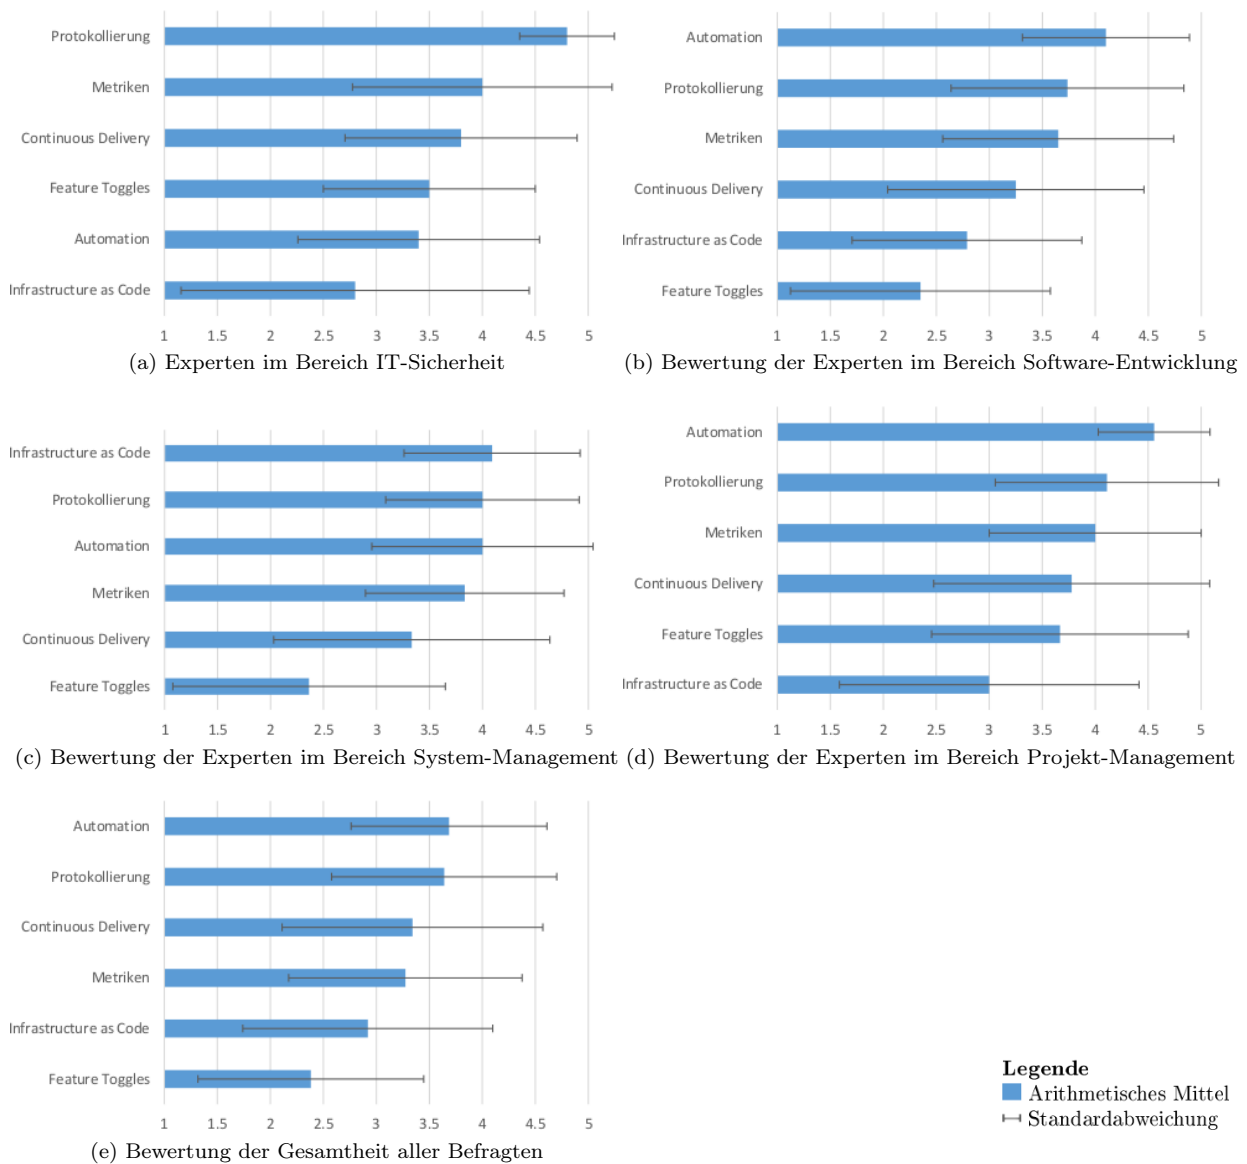 Protokollierung
Metriken
Continuous Delivery
Feature Toggles
Automation
Infrastructure as Code
1 1.5 2 2.5 3 3.5 4 4.5 5
(a) Experten im Bereich IT-Sicherheit
Automation
Protokollierung
Metriken
Continuous Delivery
Infrastructure as Code
Feature Toggles
1 1.5 2 2.5 3 3.5 4 4.5 5
(b) Bewertung der Experten im Bereich Software-Entwicklung
Infrastructure as Code
Protokollierung
Automation
Metriken
Continuous Delivery
Feature Toggles
1 1.5 2 2.5 3 3.5 4 4.5 5
(c) Bewertung der Experten im Bereich System-Management
Automation
Protokollierung
Metriken
Continuous Delivery
Feature Toggles
Infrastructure as Code
1 1.5 2 2.5 3 3.5 4 4.5 5
(d) Bewertung der Experten im Bereich Projekt-Management
Automation
Protokollierung
Continuous Delivery
Metriken
Infrastructure as Code
Feature Toggles
1 1.5 2 2.5 3 3.5 4 4.5 5
(e) Bewertung der Gesamtheit aller Befragten
Legende
Arithmetisches Mittel
Standardabweichung